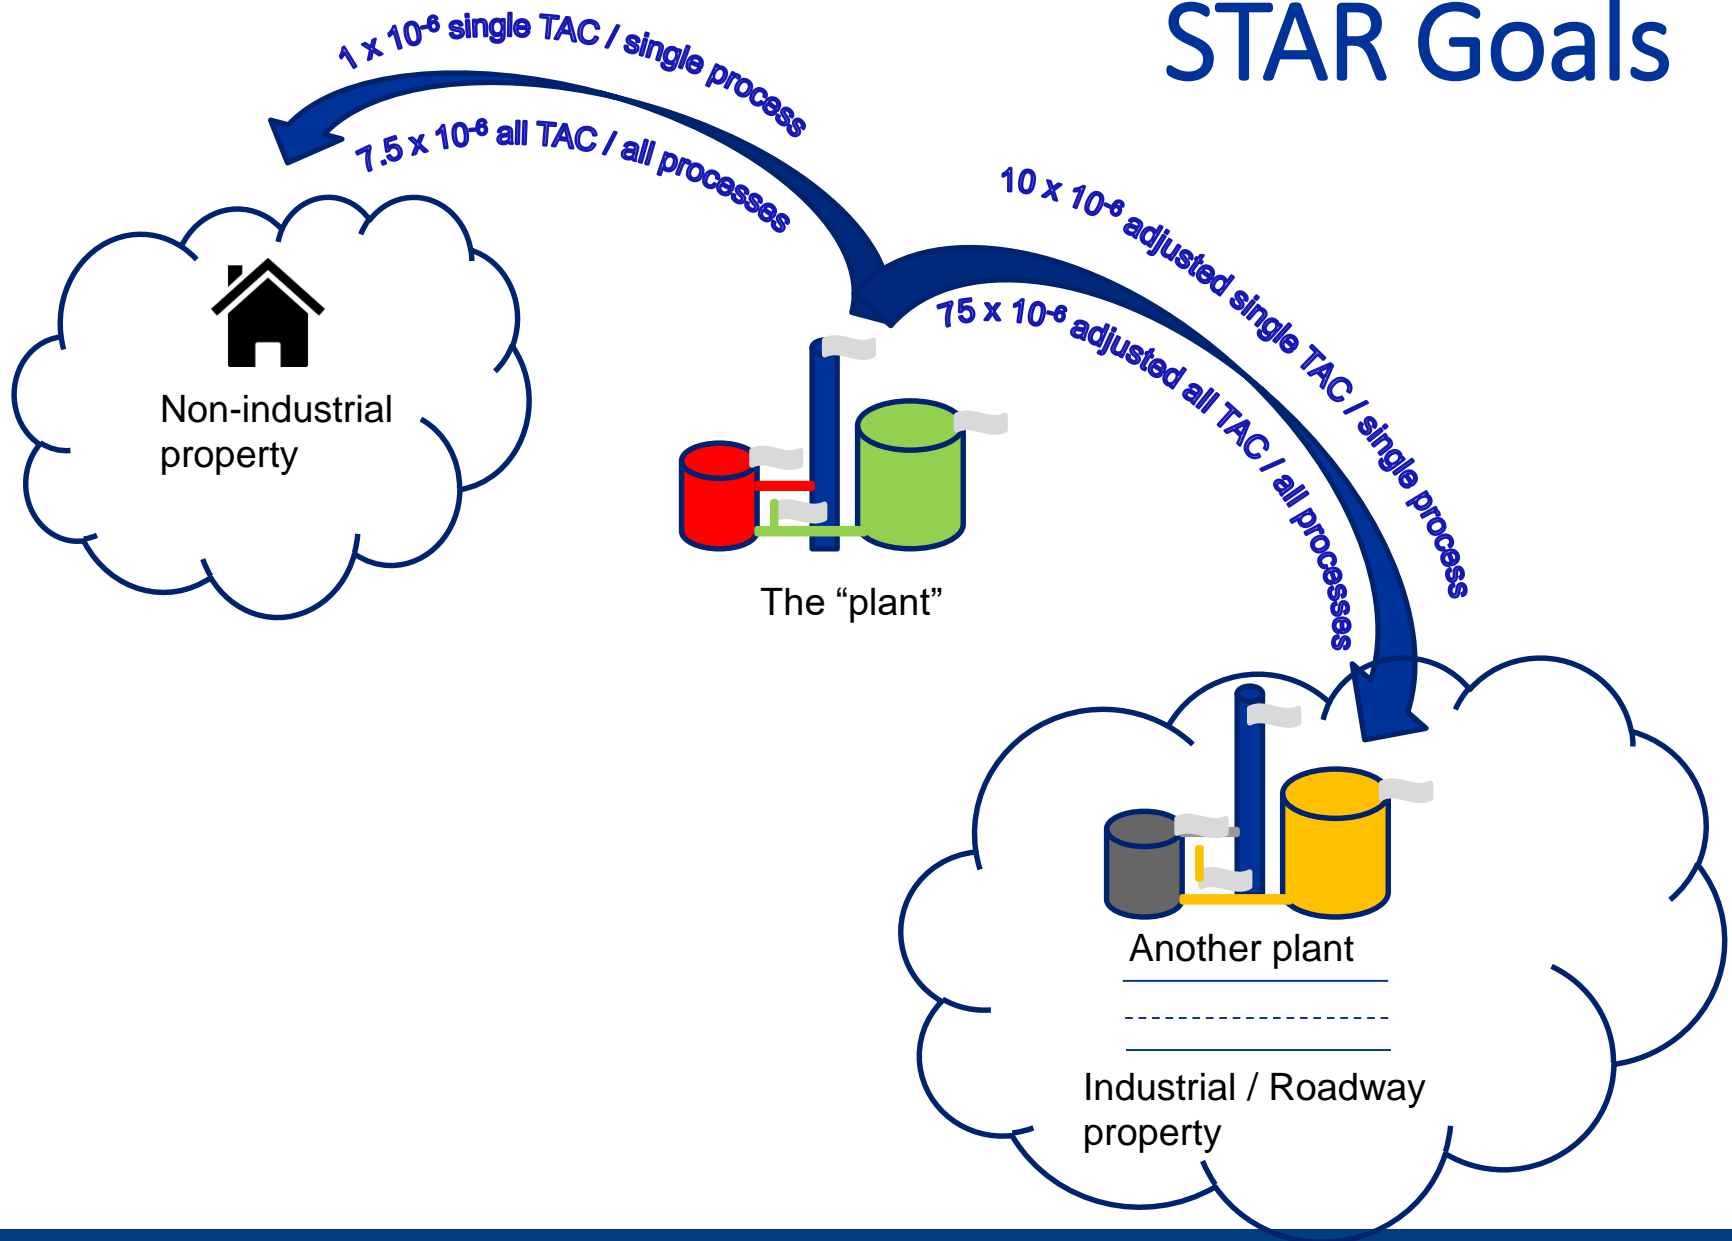 STAR Goals
1 x 10⁻⁶ single TAC / single process
7.5 x 10⁻⁶ all TAC / all processes
10 x 10⁻⁶ adjusted single TAC / single process
75 x 10⁻⁶ adjusted all TAC / all processes
Non-industrial
property
The “plant”
Another plant
Industrial / Roadway
property